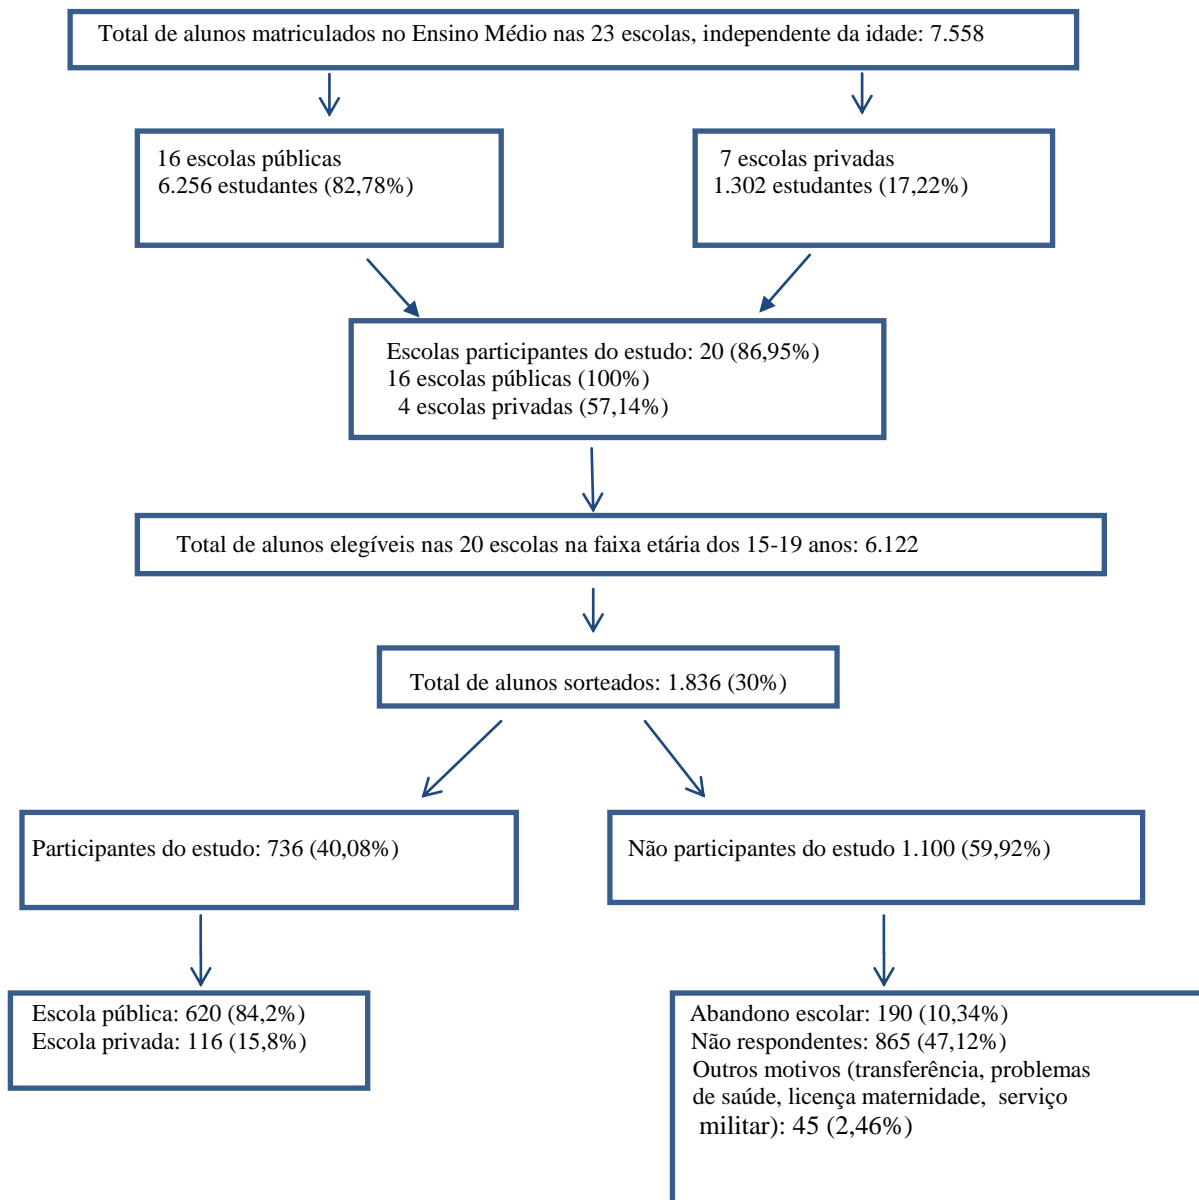 Total de alunos matriculados no Ensino Médio nas 23 escolas, independente da idade: 7.558
16 escolas públicas
6.256 estudantes (82,78%)
7 escolas privadas
1.302 estudantes (17,22%)
Escolas participantes do estudo: 20 (86,95%)
16 escolas públicas (100%)
4 escolas privadas (57,14%)
Total de alunos elegíveis nas 20 escolas na faixa etária dos 15-19 anos: 6.122
Total de alunos sorteados: 1.836 (30%)
Participantes do estudo: 736 (40,08%)
Não participantes do estudo 1.100 (59,92%)
Escola pública: 620 (84,2%)
Escola privada: 116 (15,8%)
Abandono escolar: 190 (10,34%)
Não respondentes: 865 (47,12%)
Outros motivos (transferência, problemas
de saúde, licença maternidade, serviço
militar): 45 (2,46%)